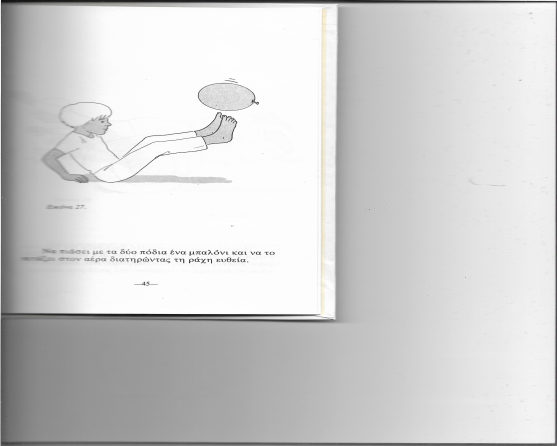 Εικόνα 27.
Να πιάσει με τα δύο πόδια ένα μπαλόνι και να το
πετάξει στον αέρα διατηρώντας τη ράχη ευθεία.
—45—